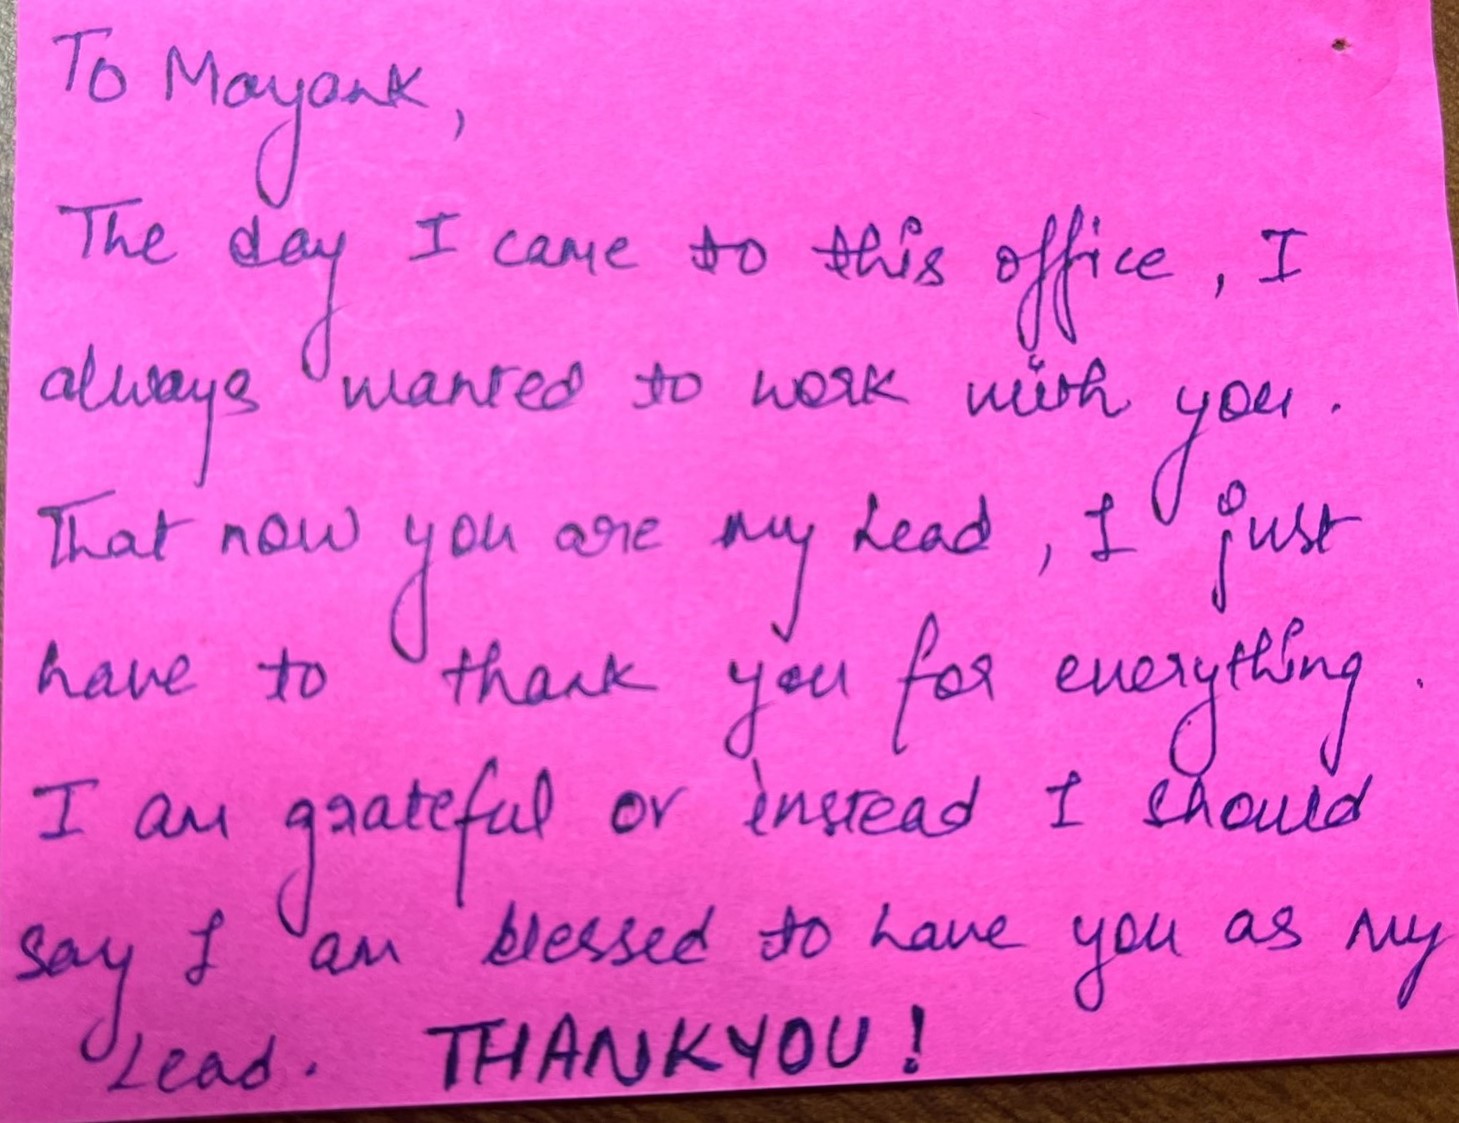 To Mayank,
The day I came to this office, I
always wanted to work with you.
That now you are my Lead, I just
have to thank you for everything.
I am grateful or instead I should
say I am blessed to have you as my
Lead. THANKYOU!